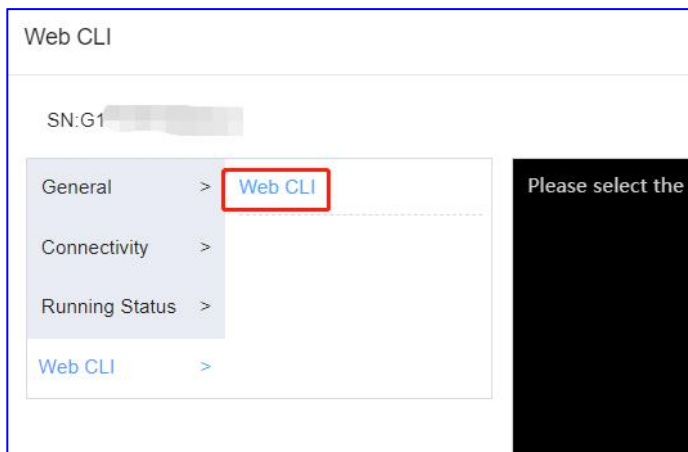 Web CLI
SN:G1
General > Web CLI
Connectivity >
Running Status >
Web CLI >
Please select the